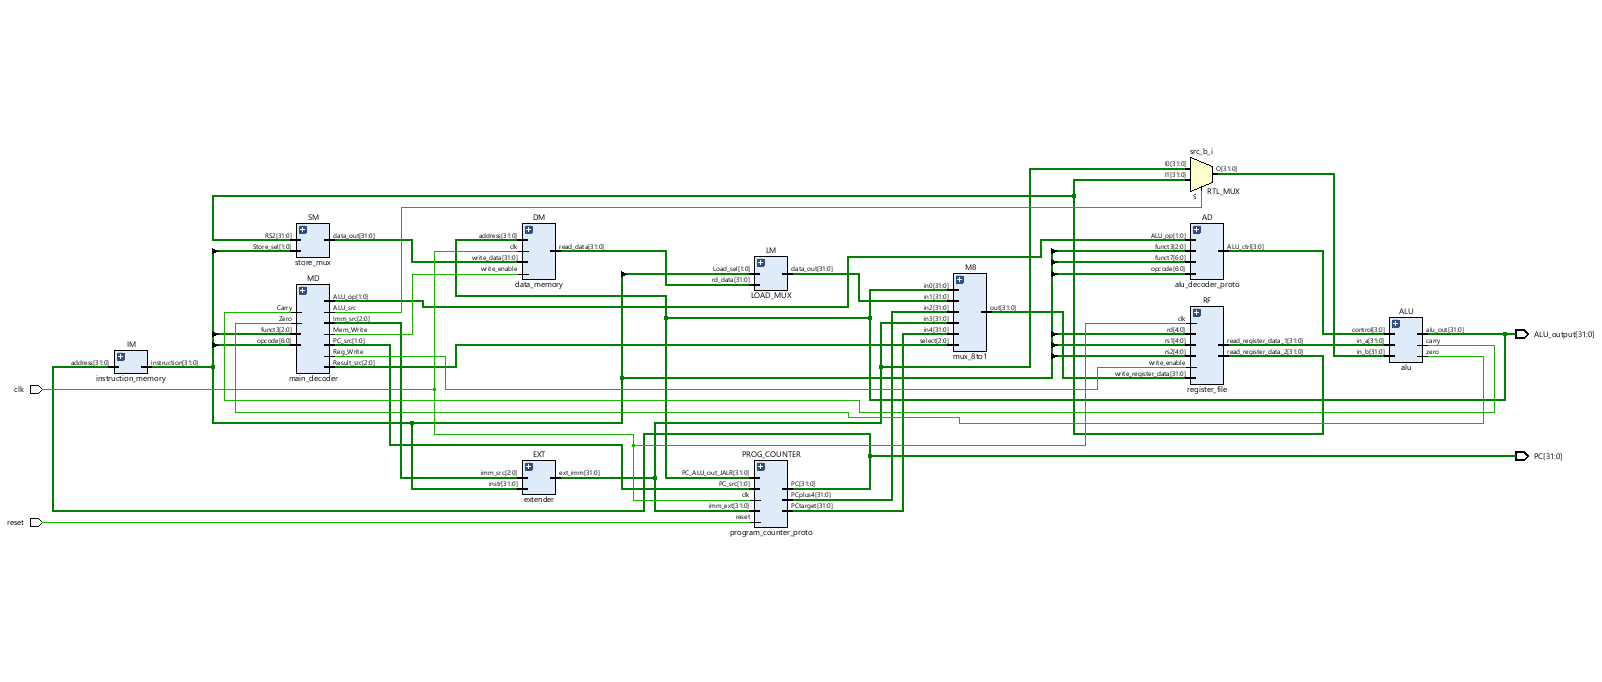 src_b_i
I0[31:0]
I1[31:0]
O[31:0]
S
RTL_MUX
SM
RS2[31:0]
Store_sel[1:0]
data_out[31:0]
store_mux
DM
address[31:0]
clk
write_data[31:0]
write_enable
read_data[31:0]
data_memory
AD
ALU_op[1:0]
funct3[2:0]
funct7[6:0]
opcode[6:0]
ALU_ctrl[3:0]
alu_decoder_proto
LM
Load_sel[1:0]
rd_data[31:0]
data_out[31:0]
LOAD_MUX
M8
in0[31:0]
in1[31:0]
in2[31:0]
in3[31:0]
in4[31:0]
select[2:0]
out[31:0]
mux_8to1
MD
Carry
Zero
funct3[2:0]
opcode[6:0]
ALU_op[1:0]
ALU_src
Imm_src[2:0]
Mem_Write
PC_src[1:0]
Reg_Write
Result_src[2:0]
main_decoder
RF
clk
rd[4:0]
rs1[4:0]
rs2[4:0]
write_enable
write_register_data[31:0]
read_register_data_1[31:0]
read_register_data_2[31:0]
register_file
ALU
control[3:0]
in_a[31:0]
in_b[31:0]
alu_out[31:0]
carry
zero
alu
ALU_output[31:0]
IM
address[31:0]
instruction[31:0]
instruction_memory
clk
EXT
imm_src[2:0]
instr[31:0]
ext_imm[31:0]
extender
PROG_COUNTER
PC_ALU_out_JALR[31:0]
PC_src[1:0]
clk
imm_ext[31:0]
reset
PC[31:0]
PCplus4[31:0]
PCtarget[31:0]
program_counter_proto
PC[31:0]
reset